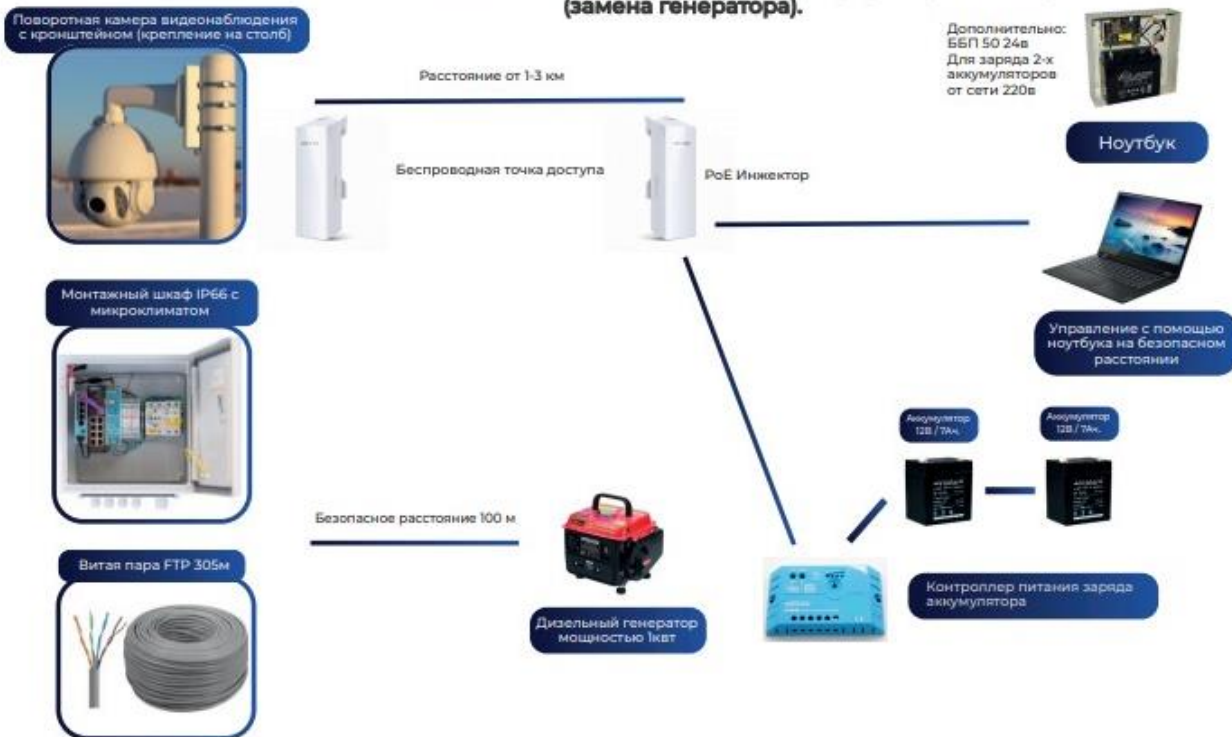 (замена генератора).
Поворотная камера видеонаблюдения
с кронштейном (крепление на столб)
Расстояние от 1-3 км
Беспроводная точка доступа
PoE Инжектор
Дополнительно:
ББП 50 24в
Для заряда 2-х
аккумуляторов
от сети 220в
Ноутбук
Управление с помощью
ноутбука на безопасном
расстоянии
Монтажный шкаф IP66 с
микроклиматом
Аккумулятор
12В / 7Ач.
Аккумулятор
12В / 7Ач.
Безопасное расстояние 100 м
Дизельный генератор
мощностью 1квт
Контроллер питания заряда
аккумулятора
Витая пара FTP 305м